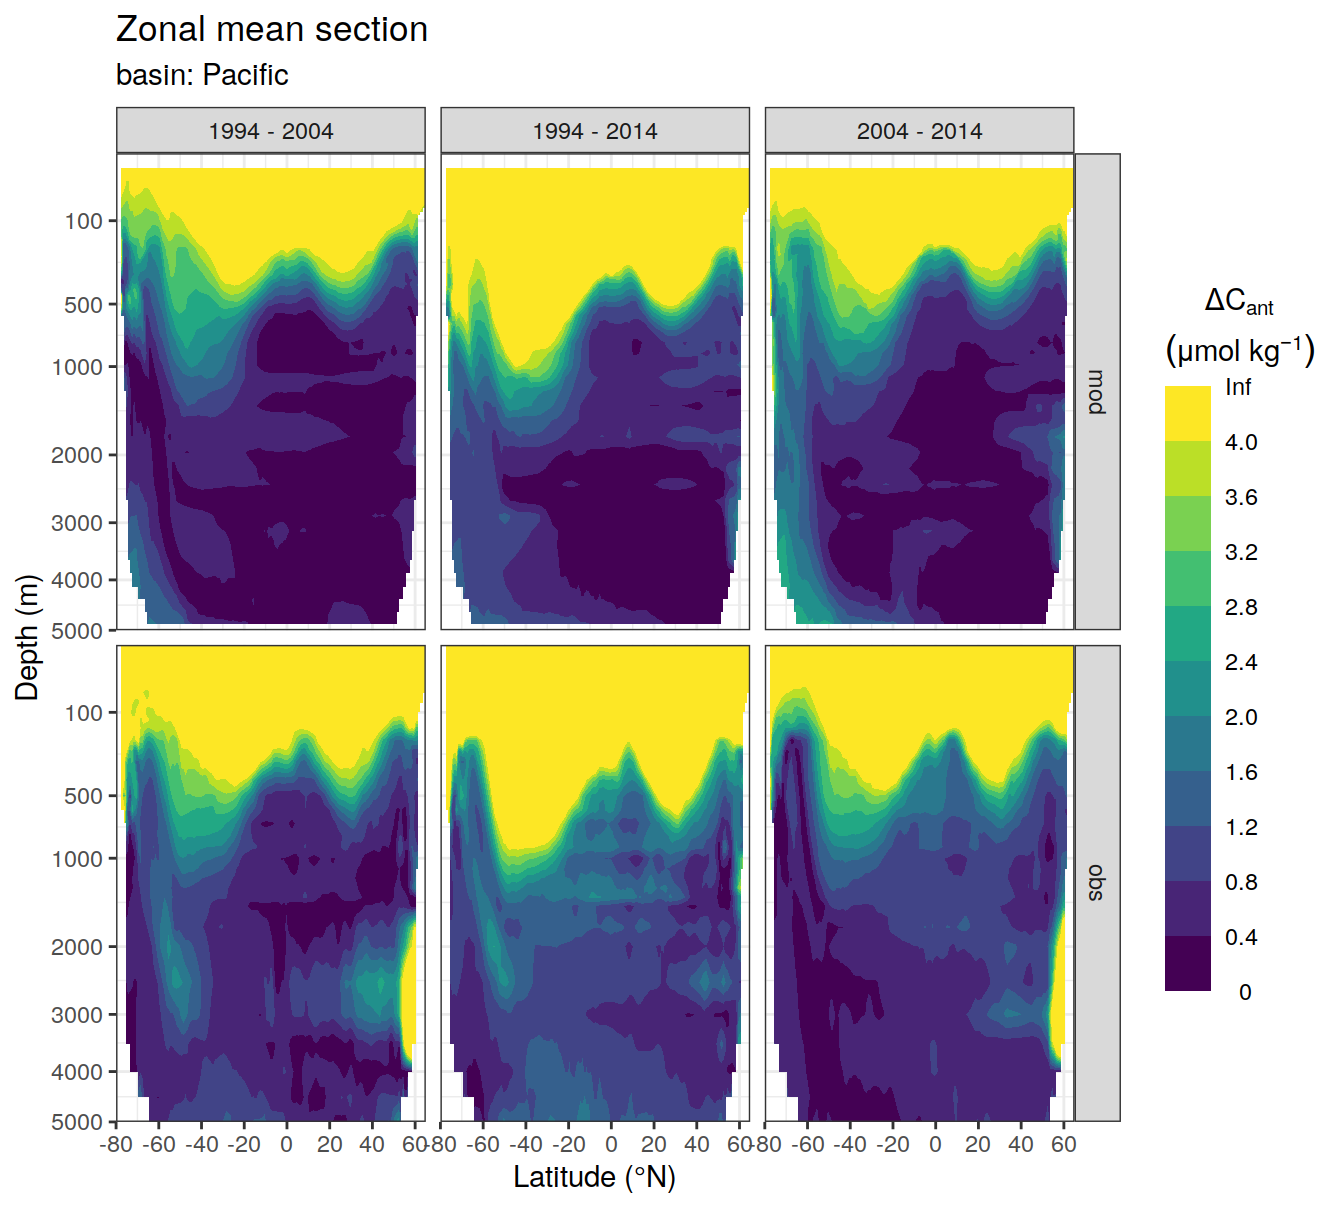 Zonal mean section
basin: Pacific
1994 - 2004
1994 - 2014
2004 - 2014
mod
obs
Depth (m)
100
500
1000
2000
3000
4000
5000
100
500
1000
2000
3000
4000
5000
-80 -60 -40 -20 0 20 40 60
-80 -60 -40 -20 0 20 40 60
-80 -60 -40 -20 0 20 40 60
Latitude (°N)
ΔCant
(μmol kg⁻¹)
Inf
4.0
3.6
3.2
2.8
2.4
2.0
1.6
1.2
0.8
0.4
0